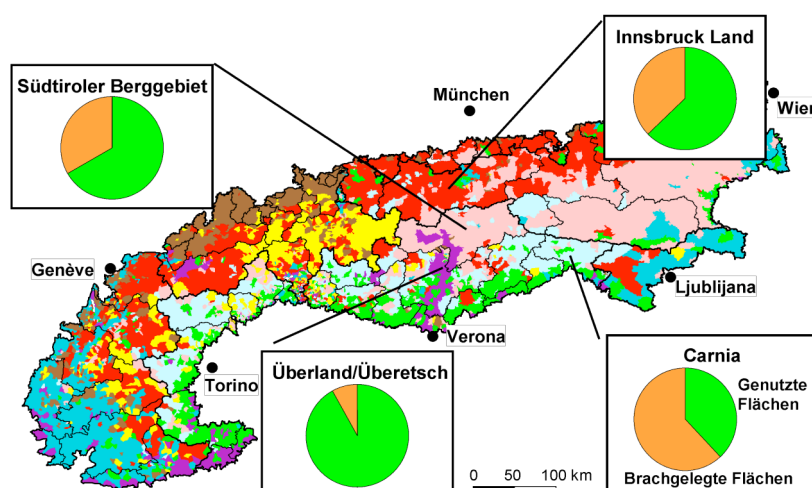 Innsbruck Land
Südtiroler Berggebiet
München
Wien
Genève
Ljublijana
Verona
Torino
Überland/Überetsch
Carnia
Genutzte
Flächen
Brachgelegte Flächen
0 50 100 km